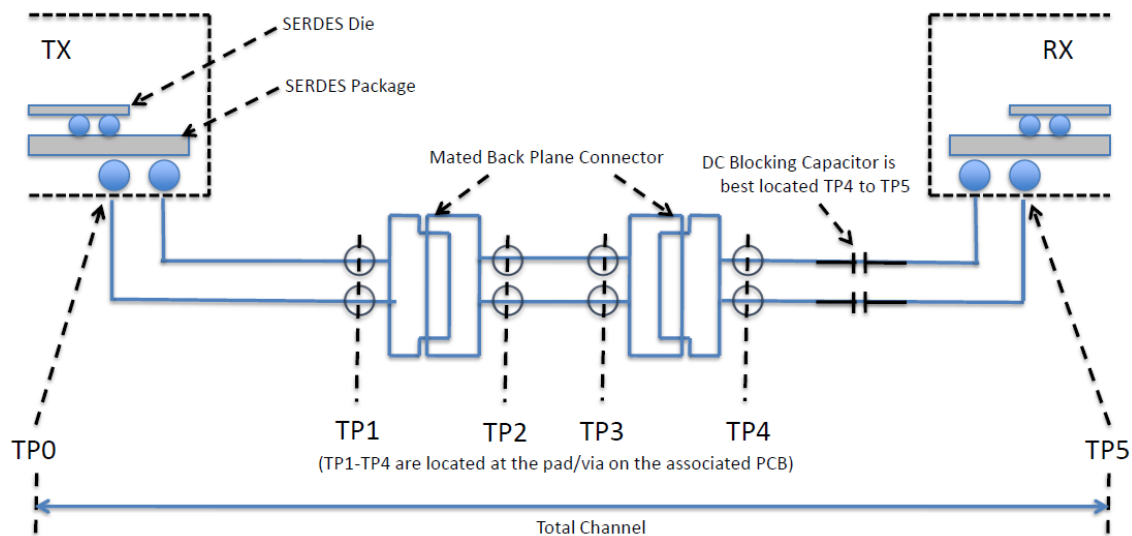 SERDES Die
TX
RX
SERDES Package
Mated Back Plane Connector
DC Blocking Capacitor is
best located TP4 to TP5
TP1
TP2
TP3
TP4
TP0
TP5
(TP1-TP4 are located at the pad/via on the associated PCB)
Total Channel